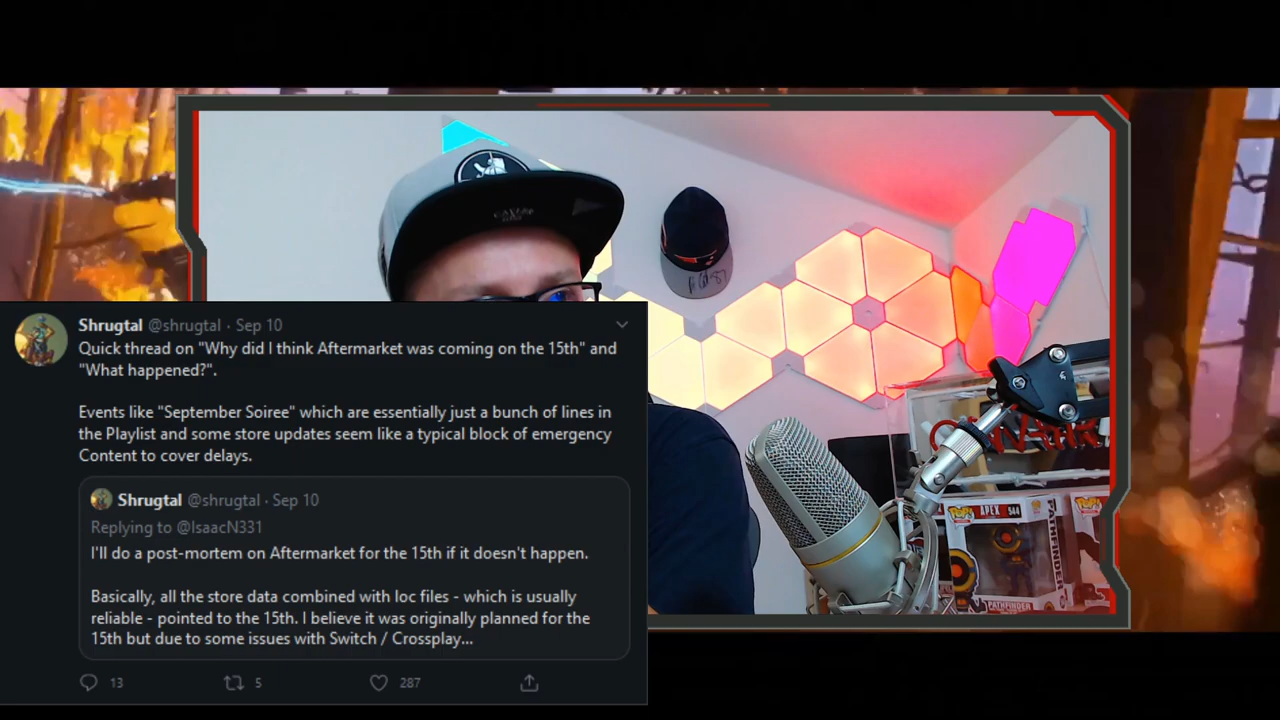 Shrugtal @shrugtal · Sep 10
Quick thread on "Why did I think Aftermarket was coming on the 15th" and
"What happened?".
Events like "September Soiree" which are essentially just a bunch of lines in
the Playlist and some store updates seem like a typical block of emergency
Content to cover delays.
Shrugtal @shrugtal · Sep 10
Replying to @IsaacN331
I'll do a post-mortem on Aftermarket for the 15th if it doesn't happen.
Basically, all the store data combined with loc files - which is usually
reliable - pointed to the 15th. I believe it was originally planned for the
15th but due to some issues with Switch / Crossplay...
13 5 287
POP! APEX 544
PATHFINDER
PATHFINDER
POP!